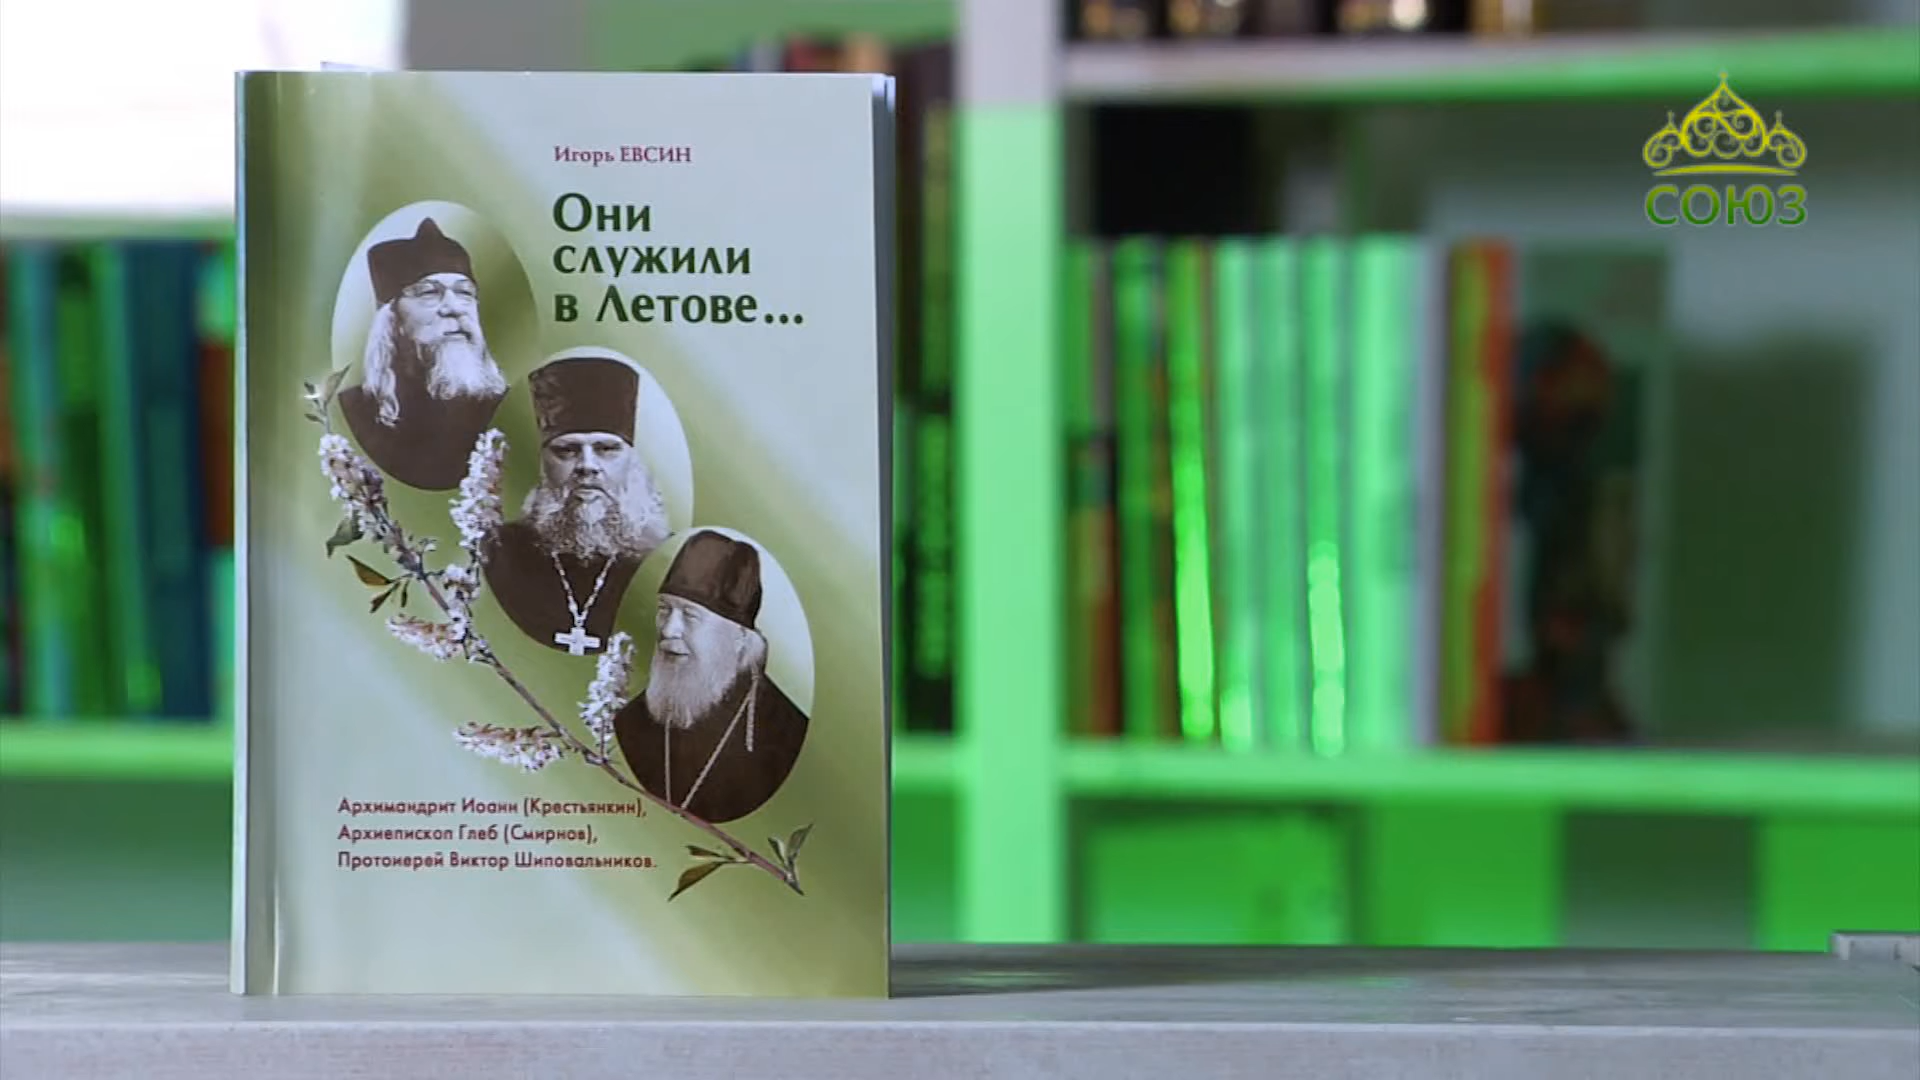 Игорь ЕВСИН
Они
служили
в Летове...
Архимандрит Иоанн (Крестьянкин),
Архиепископ Глеб (Смирнов),
Протоиерей Виктор Шиповальников.
СОЮЗ